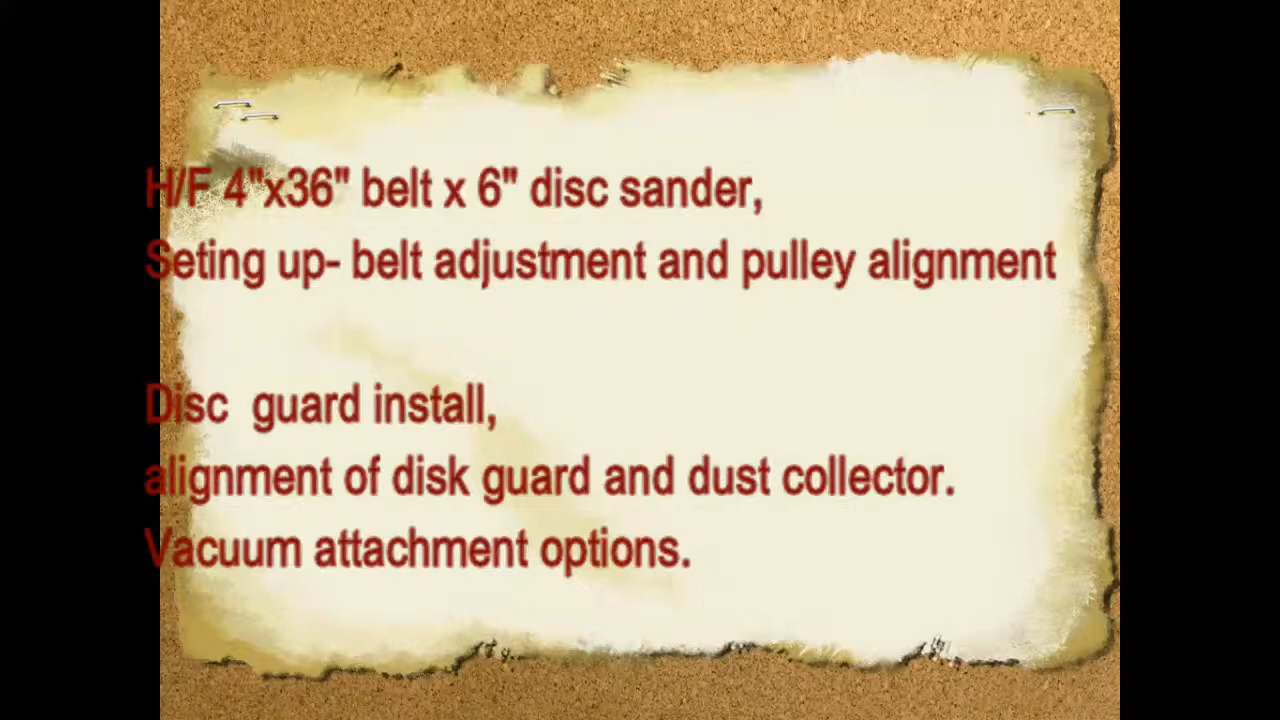 H/F 4"x36" belt x 6" disc sander,
Seting up- belt adjustment and pulley alignment
Disc guard install,
alignment of disk guard and dust collector.
Vacuum attachment options.